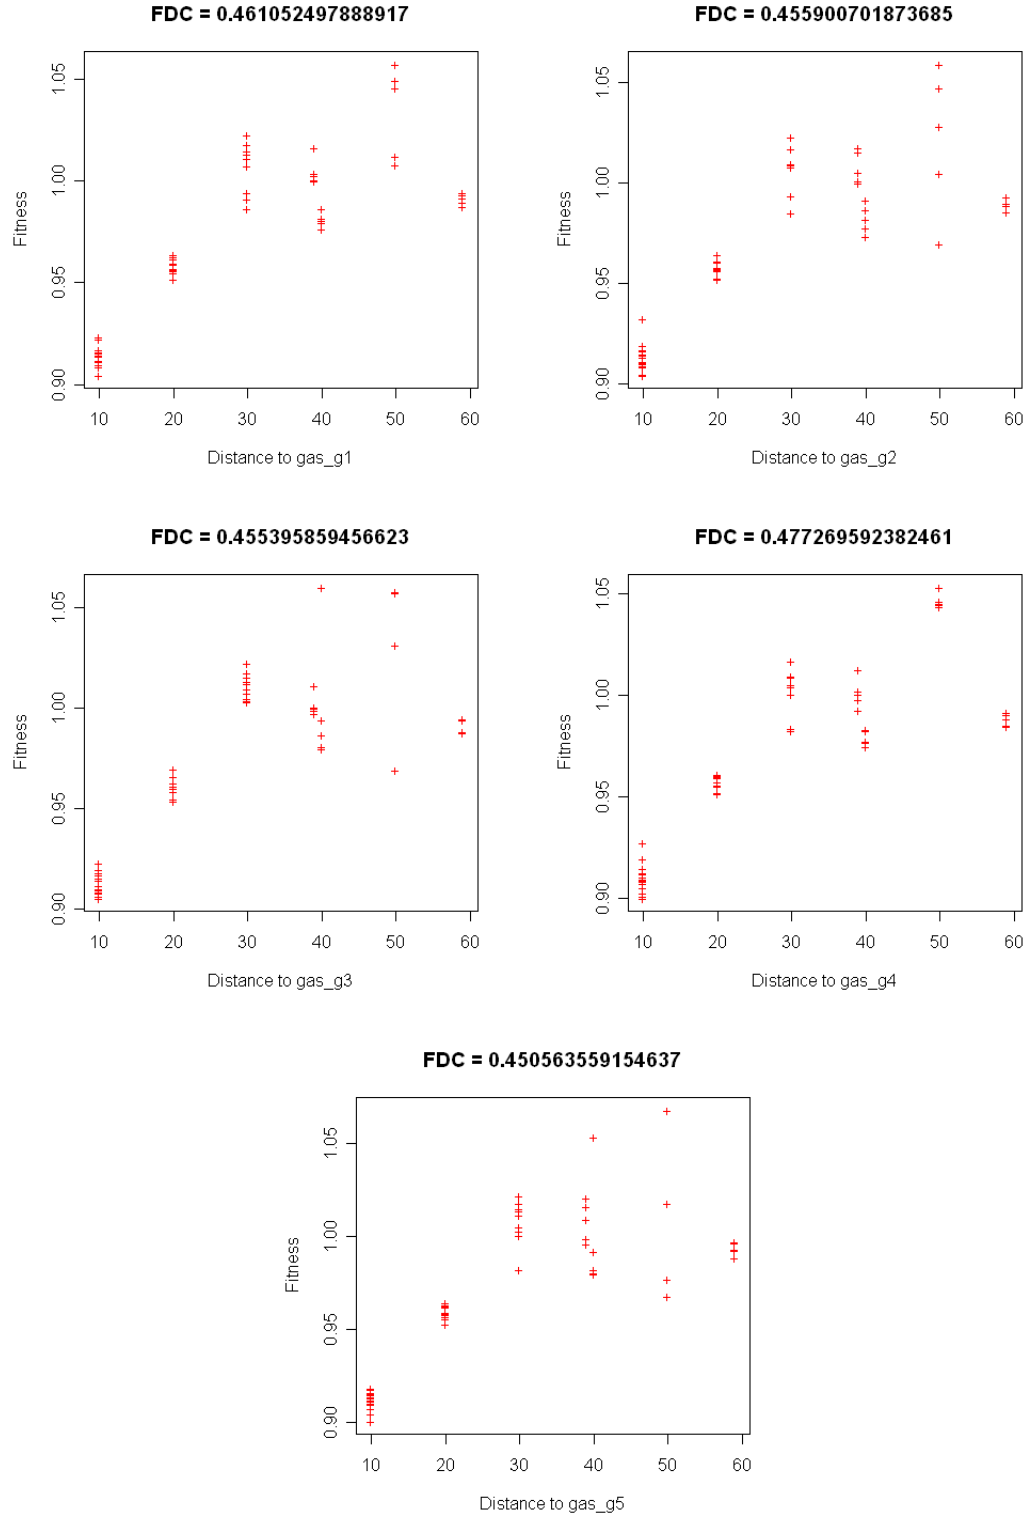 FDC = 0.461052497888917
1.05
1.00
0.95
0.90
Fitness
10 20 30 40 50 60
Distance to gas_g1
FDC = 0.455900701873685
1.05
1.00
0.95
0.90
Fitness
10 20 30 40 50 60
Distance to gas_g2
FDC = 0.455395859456623
1.05
1.00
0.95
0.90
Fitness
10 20 30 40 50 60
Distance to gas_g3
FDC = 0.477269592382461
1.05
1.00
0.95
0.90
Fitness
10 20 30 40 50 60
Distance to gas_g4
FDC = 0.450563559154637
1.05
1.00
0.95
0.90
Fitness
10 20 30 40 50 60
Distance to gas_g5